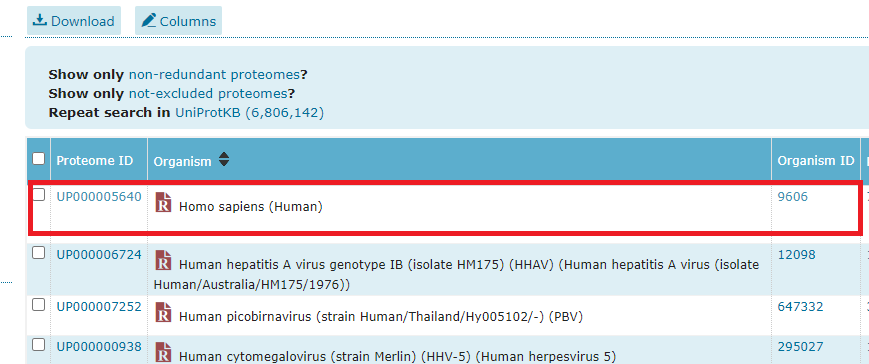 Download Columns
Show only non-redundant proteomes?
Show only not-excluded proteomes?
Repeat search in UniProtKB (6,806,142)
Proteome ID Organism Organism ID
UP000005640 R Homo sapiens (Human) 9606
UP000006724 R Human hepatitis A virus genotype IB (isolate HM175) (HHAV) (Human hepatitis A virus (isolate 12098
Human/Australia/HM175/1976))
UP000007252 R Human picobirnavirus (strain Human/Thailand/Hy005102/-) (PBV) 647332
UP000000938 R Human cytomegalovirus (strain Merlin) (HHV-5) (Human herpesvirus 5) 295027